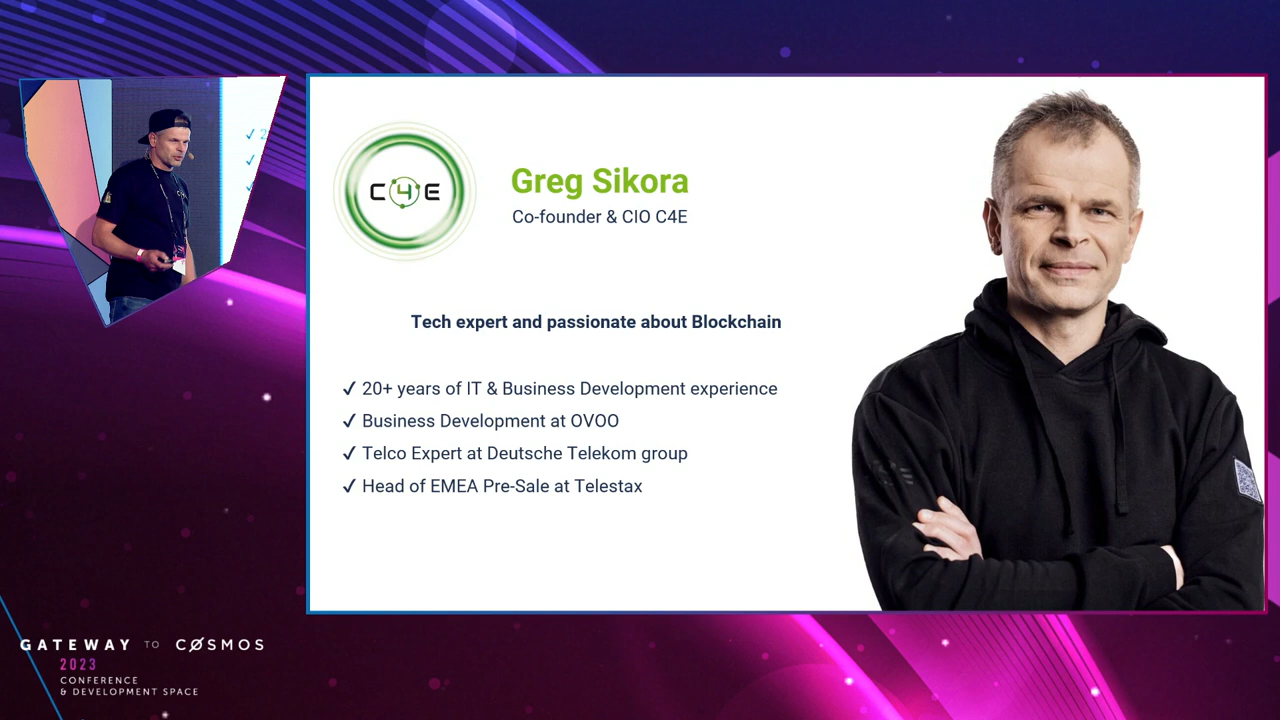 C4E
Greg Sikora
Co-founder & CIO C4E
Tech expert and passionate about Blockchain
✓ 20+ years of IT & Business Development experience
✓ Business Development at OVOO
✓ Telco Expert at Deutsche Telekom group
✓ Head of EMEA Pre-Sale at Telestax
GATEWAY TO CØSMOS
2023
CONFERENCE
& DEVELOPMENT SPACE